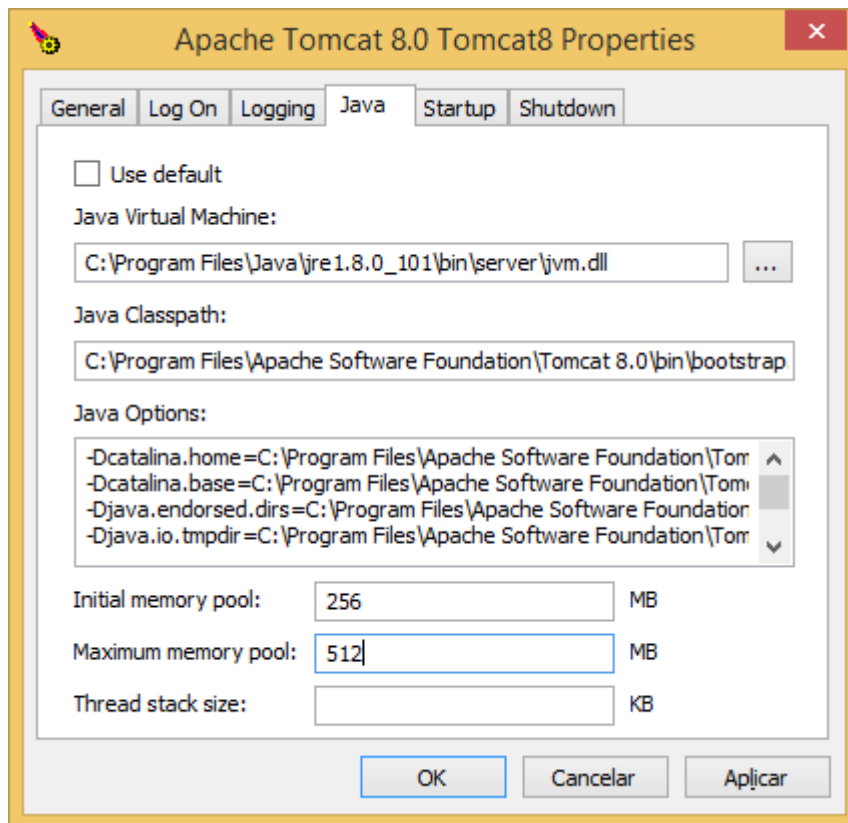 Apache Tomcat 8.0 Tomcat8 Properties
General Log On Logging Java Startup Shutdown
Use default
Java Virtual Machine:
C:\Program Files\Java\jre1.8.0_101\bin\server\jvm.dll ...
Java Classpath:
C:\Program Files\Apache Software Foundation\Tomcat 8.0\bin\bootstrap.
Java Options:
-Dcatalina.home=C:\Program Files\Apache Software Foundation\Tom
-Dcatalina.base=C:\Program Files\Apache Software Foundation\Tomc
-Djava.endorsed.dirs=C:\Program Files\Apache Software Foundation
-Djava.io.tmpdir=C:\Program Files\Apache Software Foundation\Tom
Initial memory pool: 256 MB
Maximum memory pool: 512 MB
Thread stack size: KB
OK Cancelar Aplicar